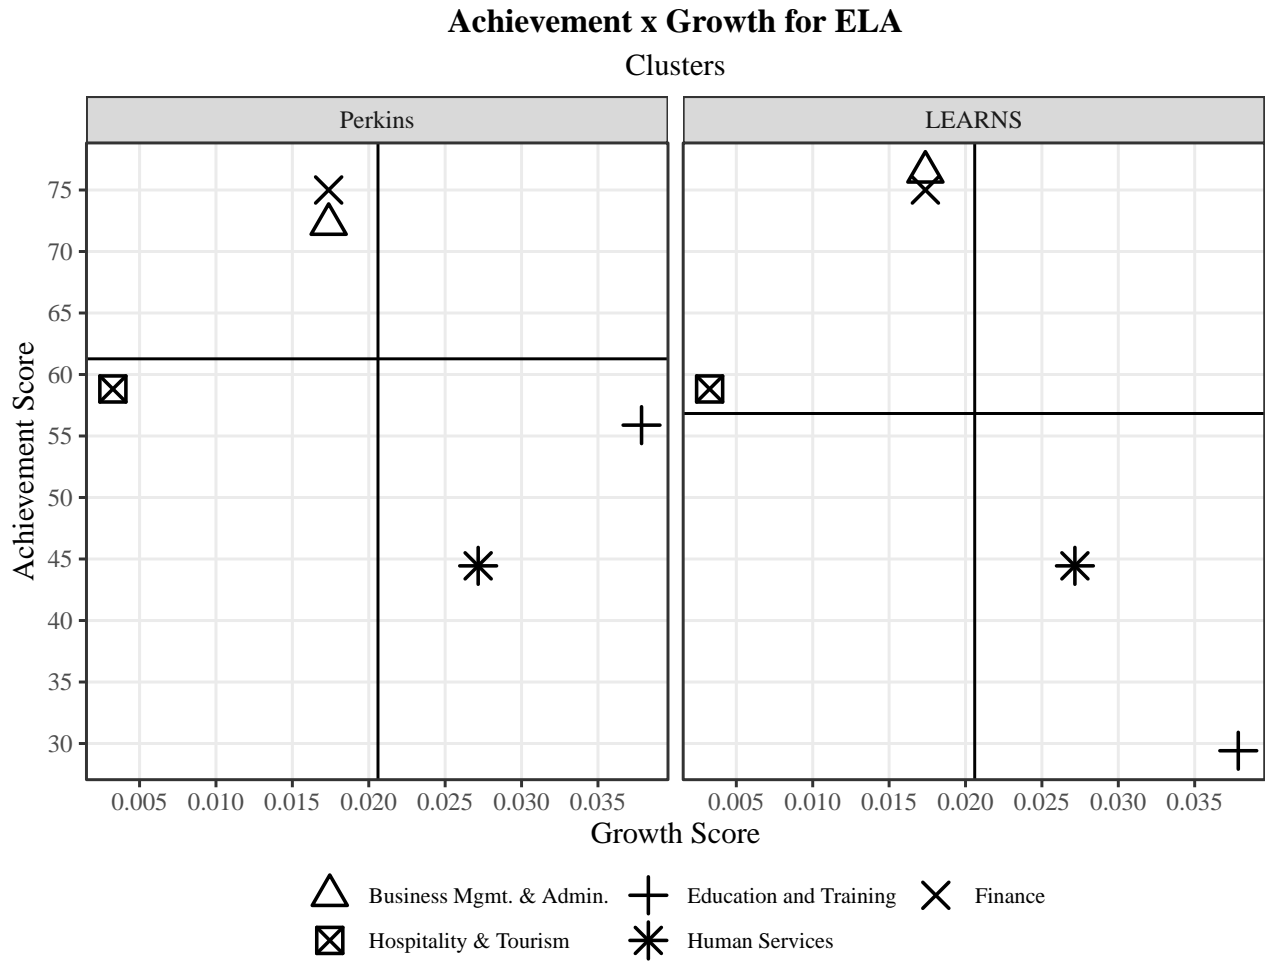 Achievement x Growth for ELA
Clusters
Perkins
LEARNS
Achievement Score
75
70
65
60
55
50
45
40
35
30
0.005 0.010 0.015 0.020 0.025 0.030 0.035
0.005 0.010 0.015 0.020 0.025 0.030 0.035
Growth Score
Business Mgmt. & Admin. Education and Training Finance
Hospitality & Tourism Human Services